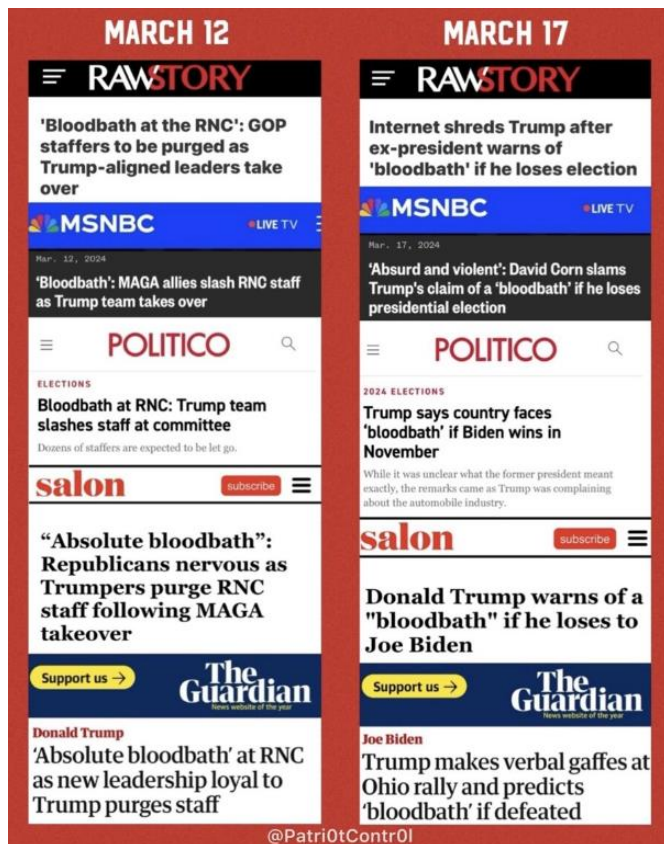 MARCH 12
RAWSTORY
'Bloodbath at the RNC': GOP
staffers to be purged as
Trump-aligned leaders take
over
MSNBC
LIVE TV
Mar. 12, 2024
'Bloodbath': MAGA allies slash RNC staff
as Trump team takes over
POLITICO
ELECTIONS
Bloodbath at RNC: Trump team
slashes staff at committee
Dozens of staffers are expected to be let go.
salon
subscribe
“Absolute bloodbath”:
Republicans nervous as
Trumpers purge RNC
staff following MAGA
takeover
Support us →
The
Guardian
News website of the year
Donald Trump
‘Absolute bloodbath’ at RNC
as new leadership loyal to
Trump purges staff
MARCH 17
RAWSTORY
Internet shreds Trump after
ex-president warns of
'bloodbath' if he loses election
MSNBC
LIVE TV
Mar. 17, 2024
‘Absurd and violent’: David Corn slams
Trump's claim of a ‘bloodbath’ if he loses
presidential election
POLITICO
2024 ELECTIONS
Trump says country faces
‘bloodbath’ if Biden wins in
November
While it was unclear what the former president meant
exactly, the remarks came as Trump was complaining
about the automobile industry.
salon
subscribe
Donald Trump warns of a
"bloodbath" if he loses to
Joe Biden
Support us →
The
Guardian
News website of the year
Joe Biden
Trump makes verbal gaffes at
Ohio rally and predicts
‘bloodbath’ if defeated
@Patri0tContr0l